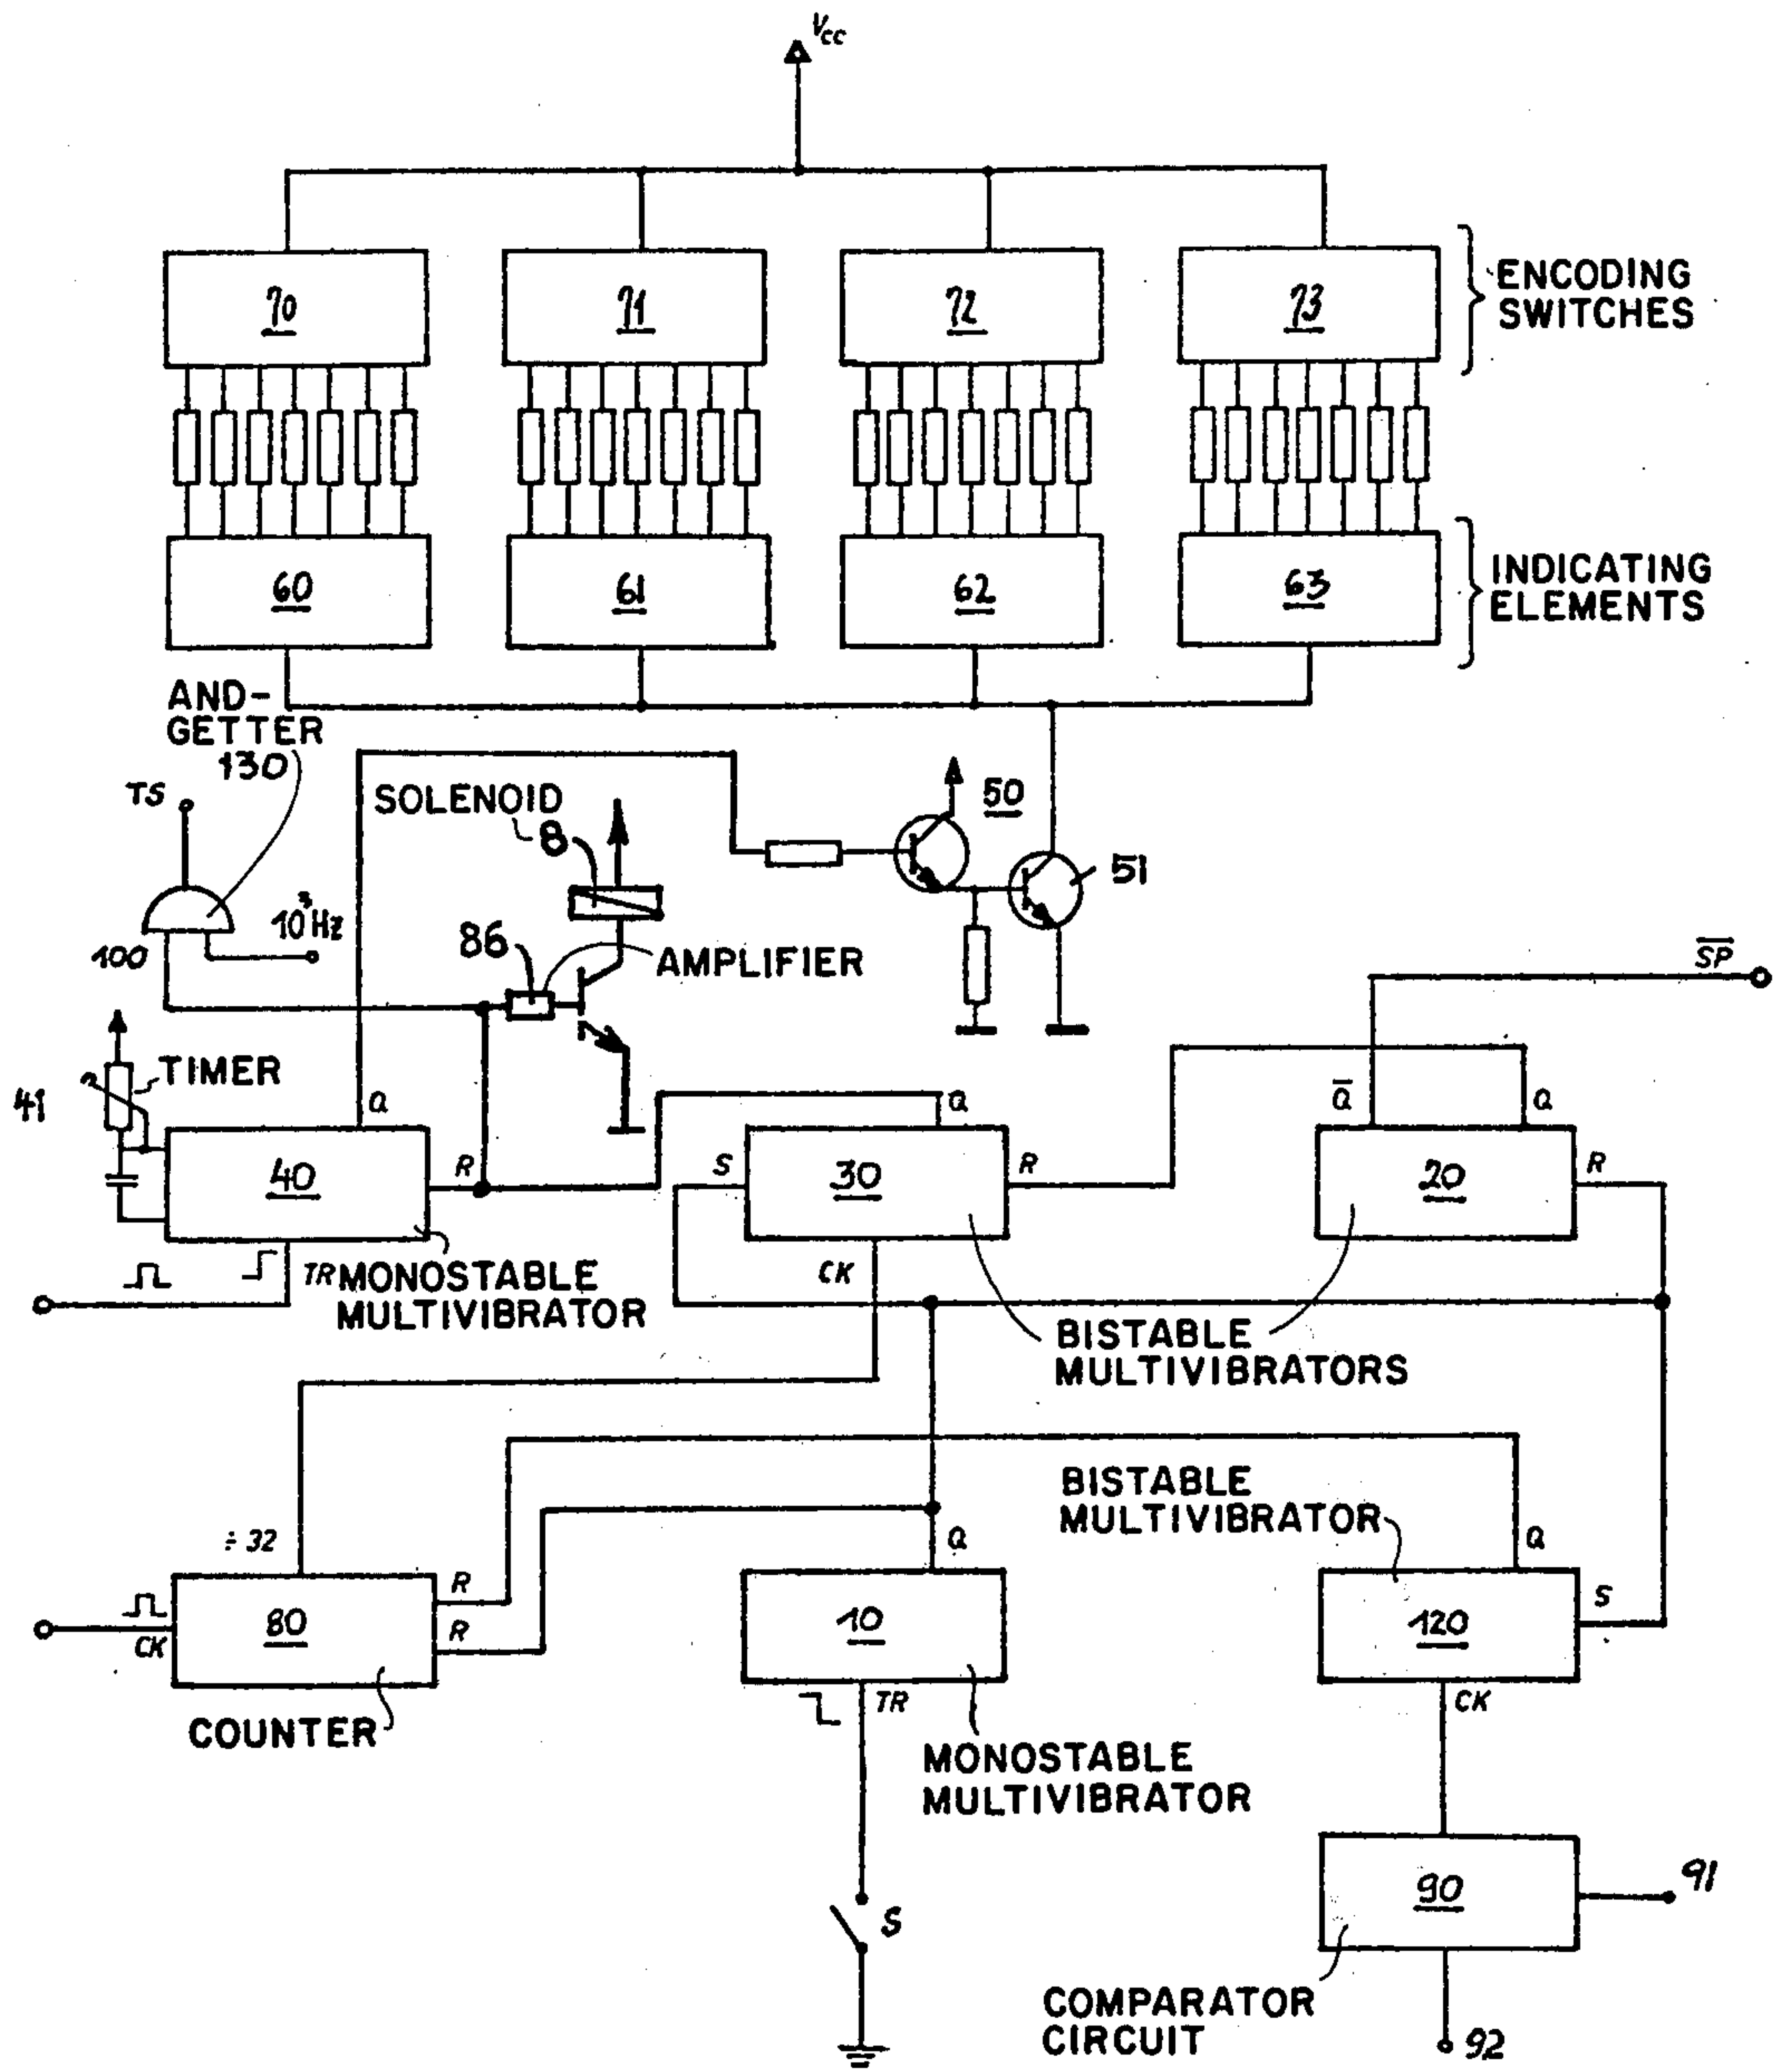 Vcc
70
71
72
73
ENCODING
SWITCHES
60
61
62
63
INDICATING
ELEMENTS
AND-
GETTER
130
TS
SOLENOID
8
50
51
10³Hz
100
86
AMPLIFIER
SP̅
TIMER
41
Q
Q
Q̅
Q
40
R
S
30
R
20
R
TR
CK
MONOSTABLE
MULTIVIBRATOR
BISTABLE
MULTIVIBRATORS
BISTABLE
MULTIVIBRATOR
÷32
Q
Q
R
R
80
CK
10
120
S
COUNTER
TR
CK
MONOSTABLE
MULTIVIBRATOR
S
90
91
COMPARATOR
CIRCUIT
92